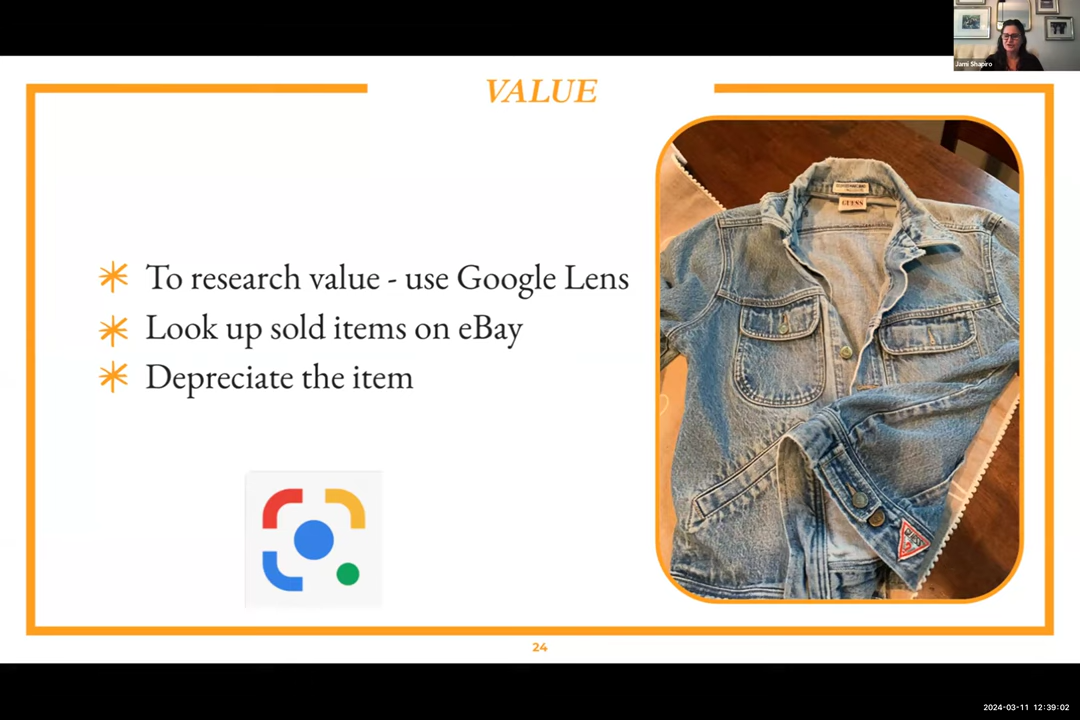 Jami Shapiro
VALUE
To research value - use Google Lens
Look up sold items on eBay
Depreciate the item
GUESS
GUESS
24
2024-03-11 12:39:02